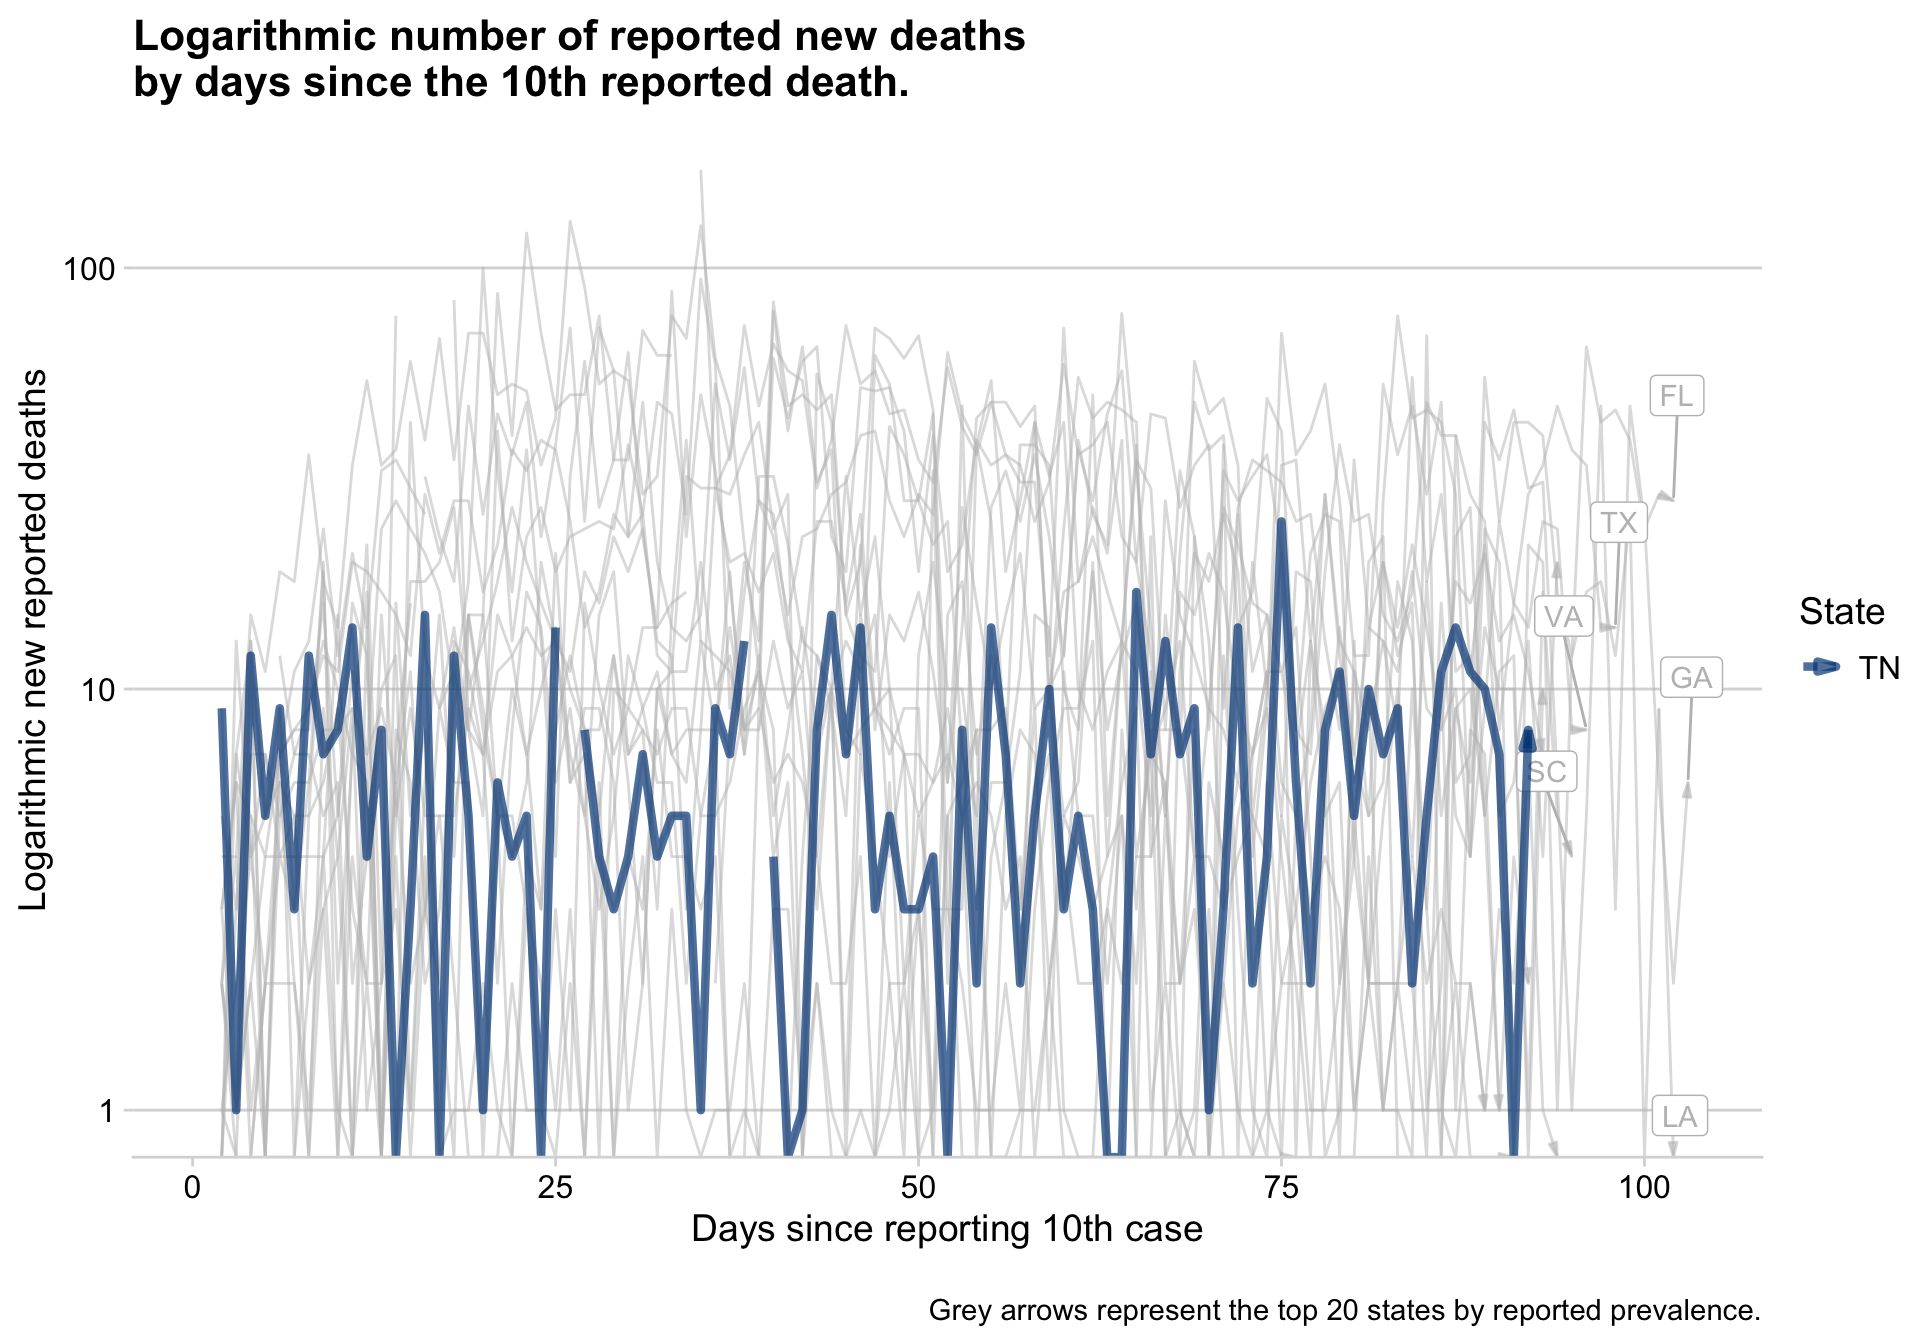 Logarithmic number of reported new deaths
by days since the 10th reported death.
Logarithmic new reported deaths
100
10
1
FL
TX
VA
GA
SC
LA
State
TN
0
25
50
75
100
Days since reporting 10th case
Grey arrows represent the top 20 states by reported prevalence.